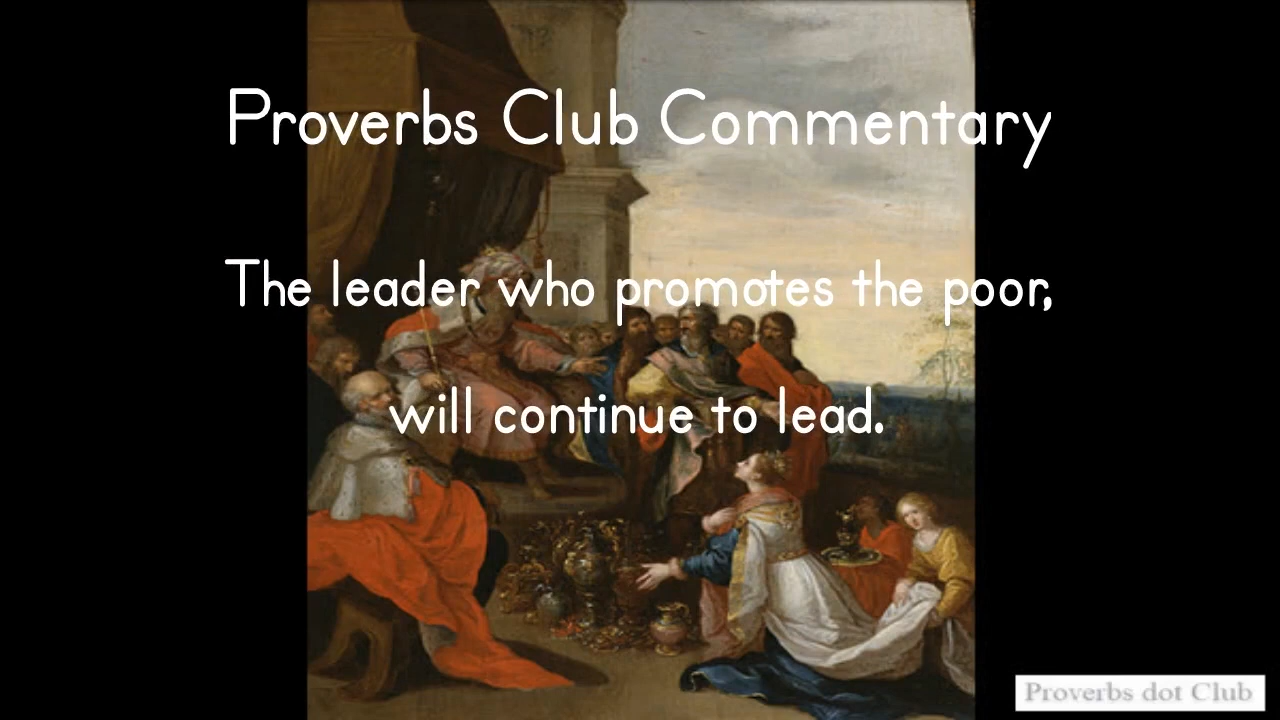 Proverbs Club Commentary
The leader who promotes the poor,
will continue to lead.
Proverbs dot Club